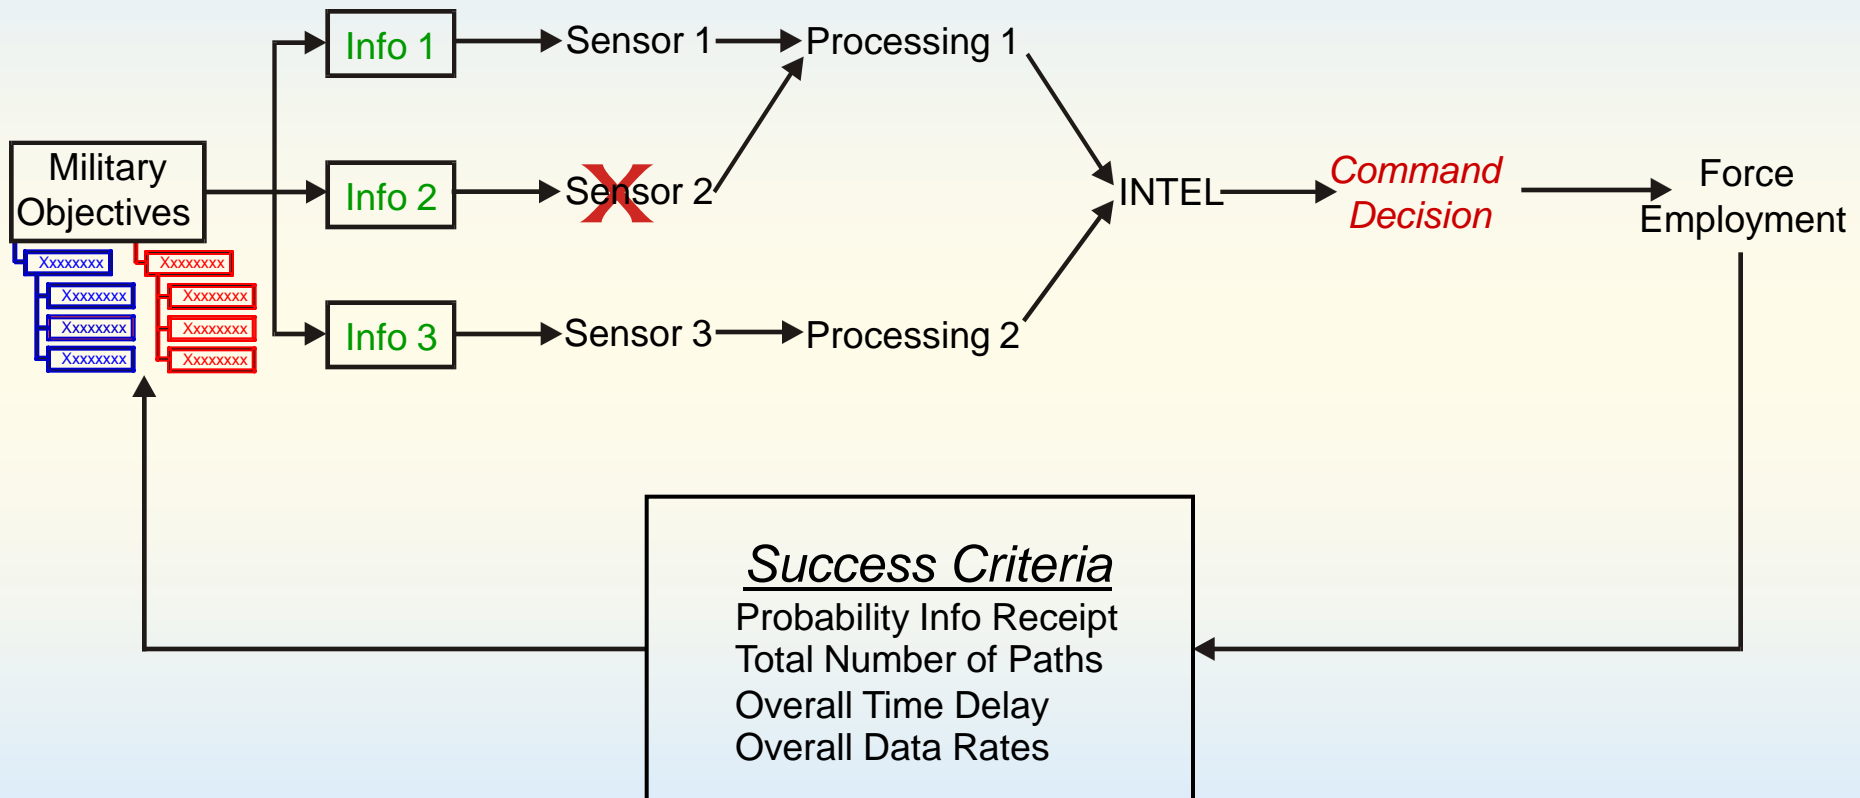 Info 1
Sensor 1
Processing 1
Military
Objectives
Info 2
Sensor 2
X
INTEL
Command
Decision
Force
Employment
Xxxxxxxx
Xxxxxxxx
Xxxxxxxx
Xxxxxxxx
Xxxxxxxx
Xxxxxxxx
Xxxxxxxx
Xxxxxxxx
Info 3
Sensor 3
Processing 2
Success Criteria
Probability Info Receipt
Total Number of Paths
Overall Time Delay
Overall Data Rates